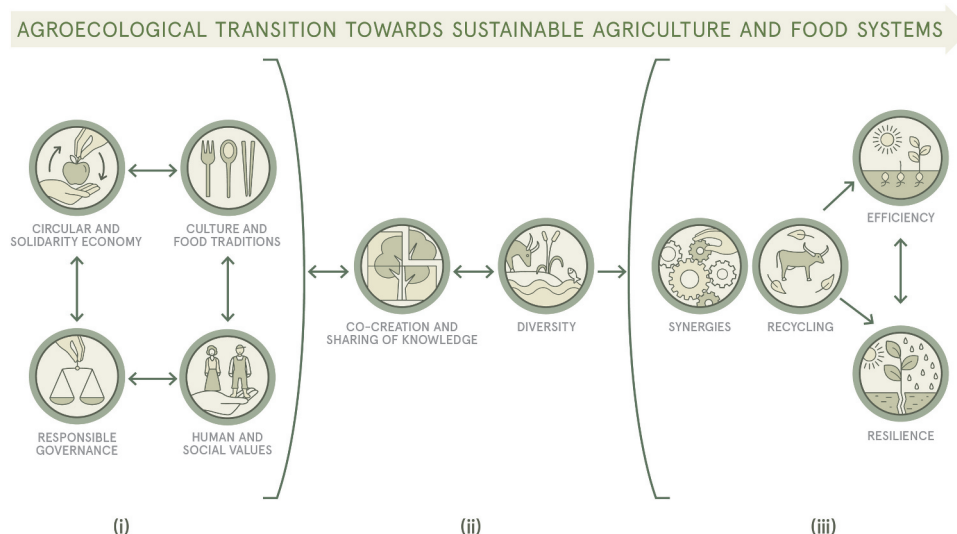 AGROECOLOGICAL TRANSITION TOWARDS SUSTAINABLE AGRICULTURE AND FOOD SYSTEMS
CIRCULAR AND
SOLIDARITY ECONOMY
CULTURE AND
FOOD TRADITIONS
RESPONSIBLE
GOVERNANCE
HUMAN AND
SOCIAL VALUES
(i)
CO-CREATION AND
SHARING OF KNOWLEDGE
DIVERSITY
(ii)
SYNERGIES
RECYCLING
EFFICIENCY
RESILIENCE
(iii)